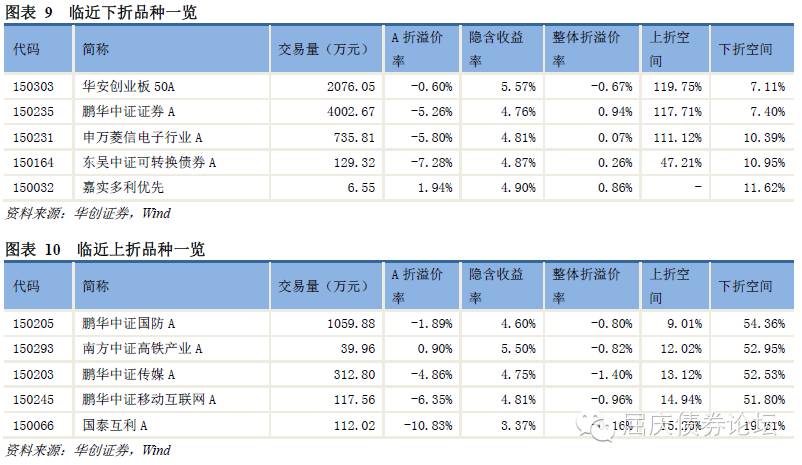 图表 9 临近下折品种一览
代码 简称 交易量（万元） A 折溢价率 隐含收益率 整体折溢价率 上折空间 下折空间
150303 华安创业板 50A 2076.05 -0.60% 5.57% -0.67% 119.75% 7.11%
150235 鹏华中证证券 A 4002.67 -5.26% 4.76% 0.94% 117.71% 7.40%
150231 申万菱信电子行业 A 735.81 -5.80% 4.81% 0.07% 111.12% 10.39%
150164 东吴中证可转换债券 A 129.32 -7.28% 4.87% 0.26% 47.21% 10.95%
150032 嘉实多利优先 6.55 1.94% 4.90% 0.86% - 11.62%
资料来源：华创证券，Wind
图表 10 临近上折品种一览
代码 简称 交易量（万元） A 折溢价率 隐含收益率 整体折溢价率 上折空间 下折空间
150205 鹏华中证国防 A 1059.88 -1.89% 4.60% -0.80% 9.01% 54.36%
150293 南方中证高铁产业 A 39.96 0.90% 5.50% -0.82% 12.02% 52.95%
150203 鹏华中证传媒 A 312.80 -4.86% 4.75% -1.40% 13.12% 52.53%
150245 鹏华中证移动互联网 A 117.56 -6.35% 4.81% -0.96% 14.94% 51.80%
150066 国泰互利 A 112.02 -10.83% 3.37%
资料来源：华创证券，Wind
屈庆债券论坛